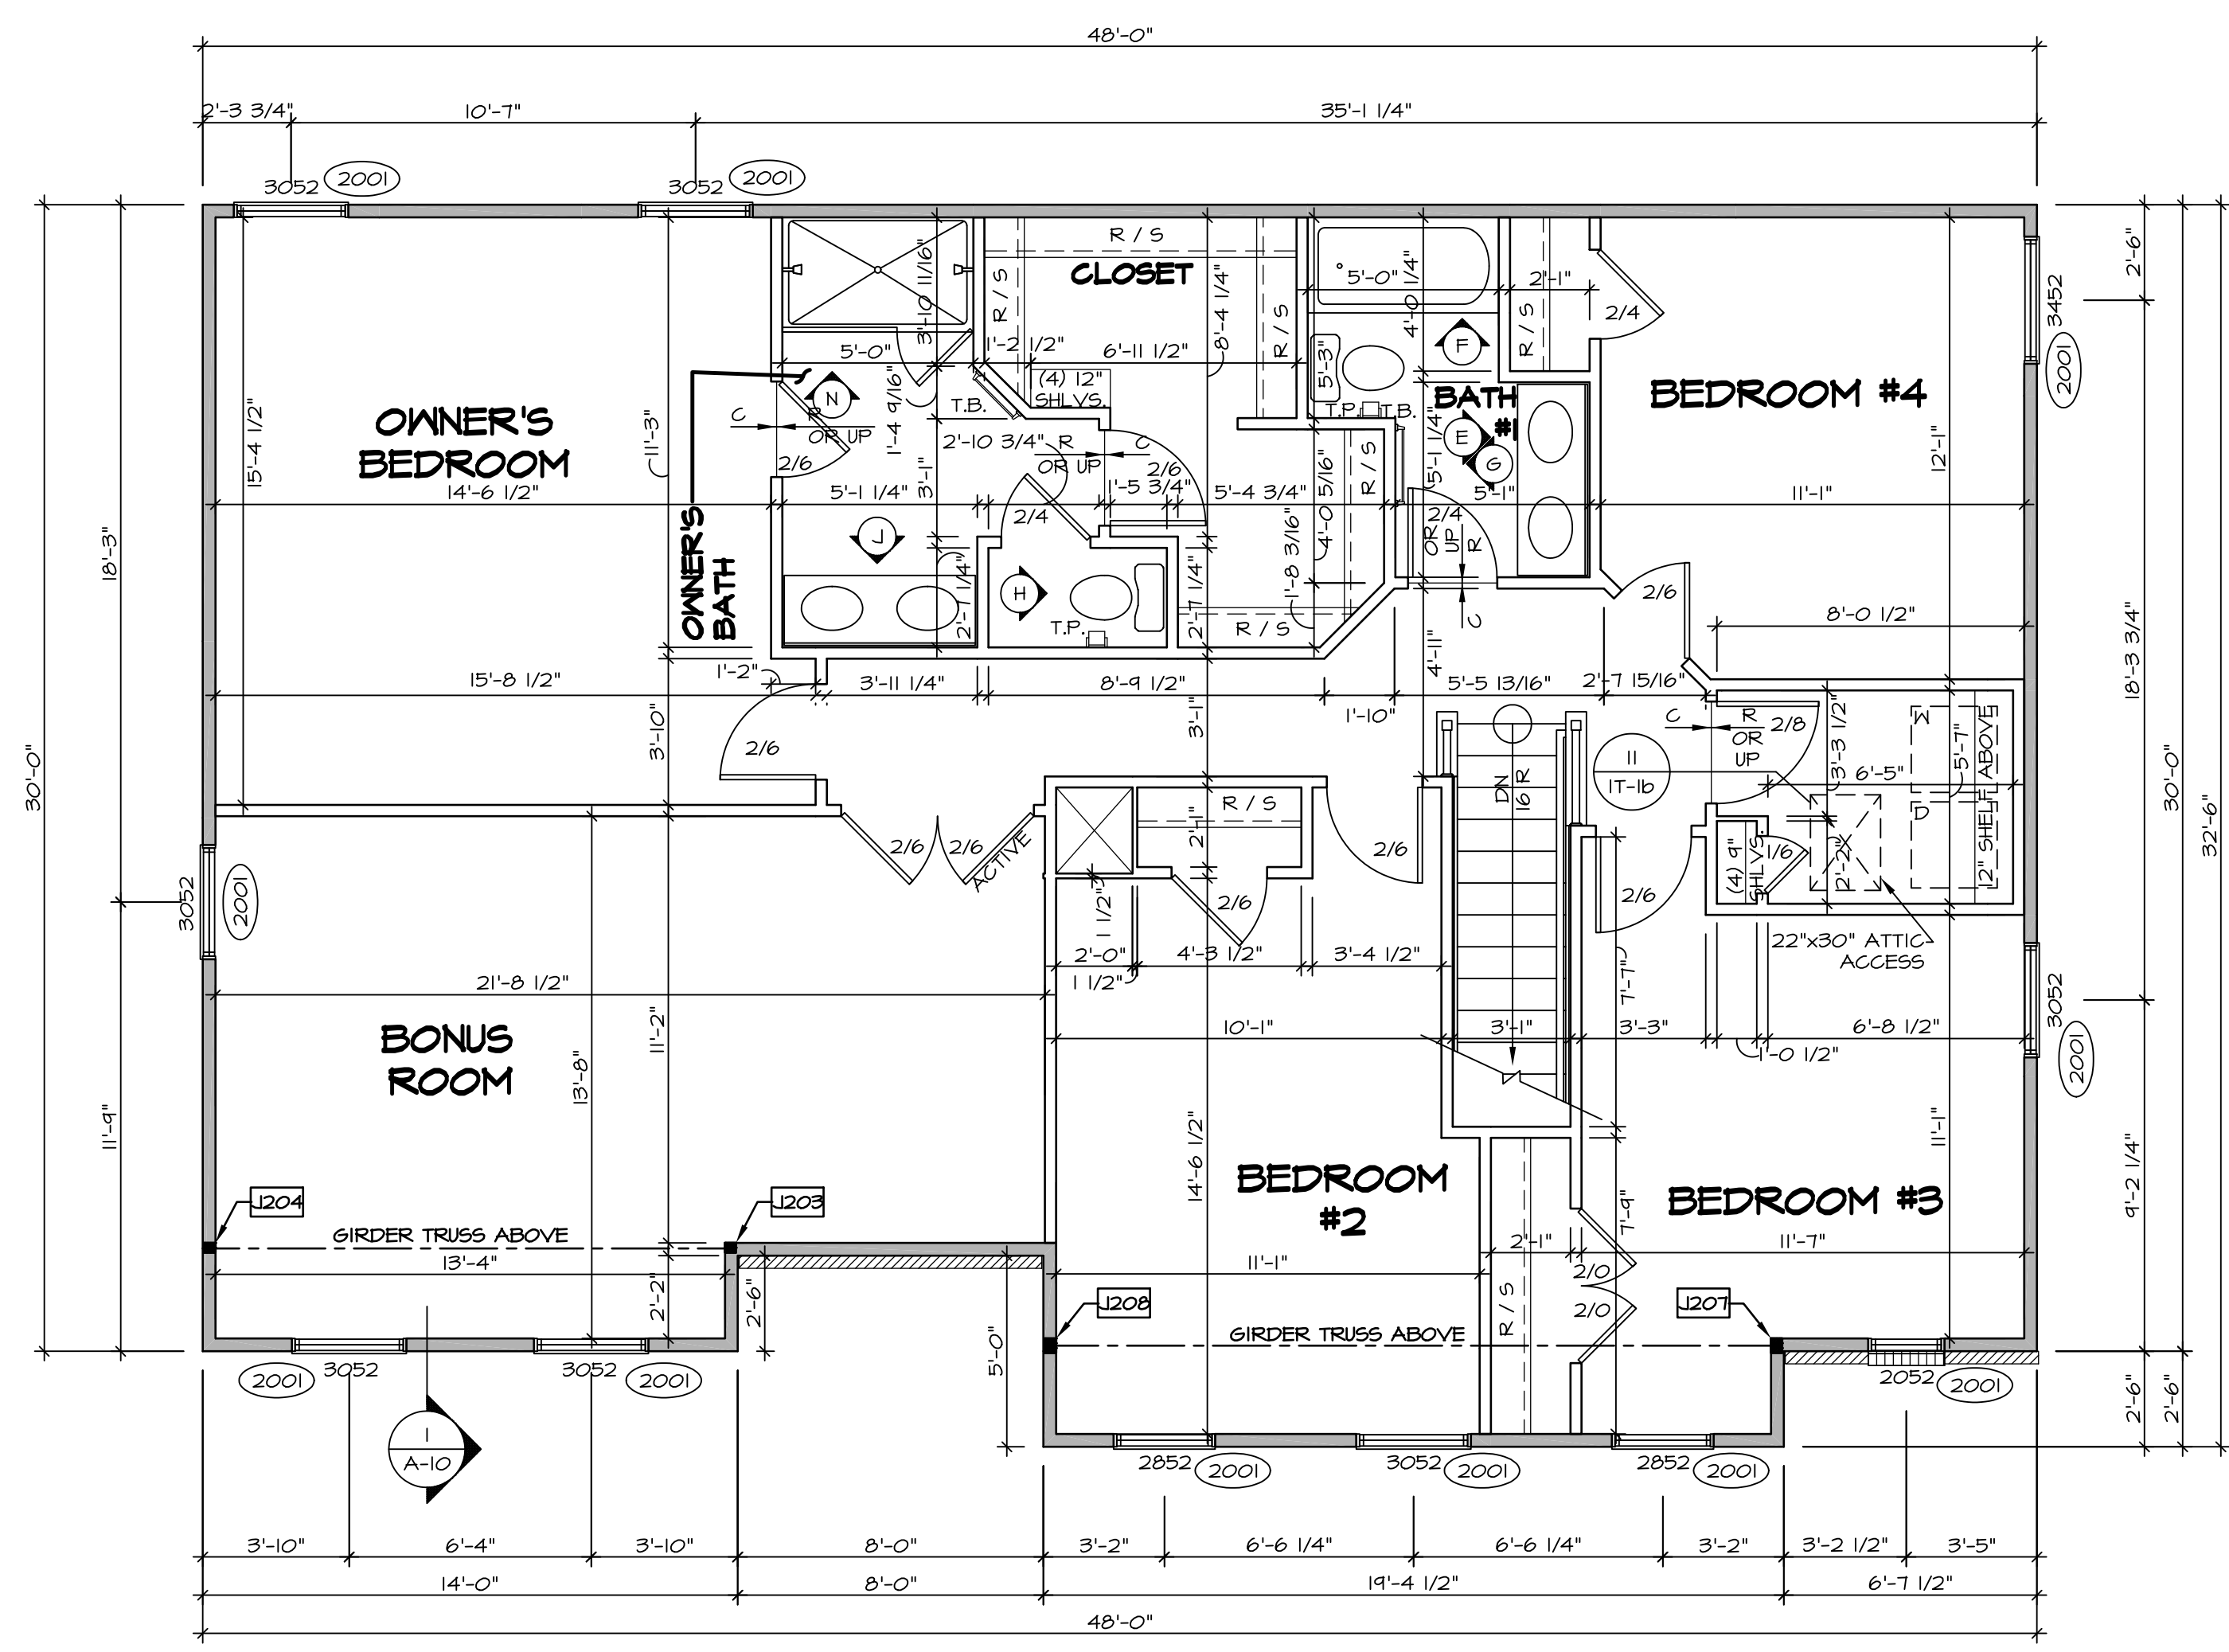 48'-0"
2'-3 3/4" 10'-7" 35'-1 1/4"
3052 2001 3052 2001
R / S
CLOSET
R / S
R / S
3'-10 11/16"
8'-4 1/4"
5'-0" 4'-0 1/4" 2'-1"
R / S
2/4
2'-6"
3452
2001
5'-0" 1'-2 1/2" 6'-11 1/2"
5'-3"
F
(4) 12"
SHLVS.
N
T.B.
1'-4 9/16"
T.P. T.B.
BATH
#1
BEDROOM #4
OWNER'S
BEDROOM
15'-4 1/2"
11'-3"
C R
OR UP
2/6
2'-10 3/4" R C
OR UP
2/6
3'-1"
E
G
5'-1 1/4"
R / S
12'-1"
14'-6 1/2" 5'-1 1/4" 1'-5 3/4" 5'-4 3/4" 5'-1" 11'-1"
2/4
2/4
4'-0 5/16"
1'-8 3/16"
OR
UP
R
C
L
H
T.P.
2'-7 1/4"
2'-7 1/4"
R / S
OWNER'S
BATH
18'-3"
2/6
8'-0 1/2"
18'-3 3/4"
4'-11"
15'-8 1/2" 1'-2" 3'-11 1/4" 8'-9 1/2" 1'-10" 5'-5 13/16" 2'-7 15/16"
3'-10"
2/6
3'-1"
C R
OR
UP
2/8
3'-3 1/2"
W
D
5'-7"
12" SHELF ABOVE
6'-5"
11
IT-1b
DN
16 R
30'-0"
30'-0"
32'-6"
R / S
2'-1"
2/6 2/6
ACTIVE
2/6
2/6
2/6
1/6
(4) 9"
SHLVS.
2'-2"
22"x30" ATTIC
ACCESS
3052
2001
1 1/2"
2'-0" 4'-3 1/2" 3'-4 1/2"
1 1/2"
21'-8 1/2"
7'-7"
3052
2001
10'-1" 3'-1" 3'-3" 6'-8 1/2"
1'-0 1/2"
BONUS
ROOM
11'-2"
13'-8"
11'-9"
14'-6 1/2"
11'-1"
9'-2 1/4"
BEDROOM
#2
BEDROOM #3
7'-9"
J204
J203
GIRDER TRUSS ABOVE
13'-4"
2'-2"
2'-6"
11'-1" 2'-1" 11'-7"
2/0
2/0
R / S
J208
J207
GIRDER TRUSS ABOVE
5'-0"
2001 3052 3052 2001
2052 2001
2'-6"
2'-6"
1
A-10
2852 2001 3052 2001 2852 2001
3'-10" 6'-4" 3'-10" 8'-0" 3'-2" 6'-6 1/4" 6'-6 1/4" 3'-2" 3'-2 1/2" 3'-5"
14'-0" 8'-0" 19'-4 1/2" 6'-7 1/2"
48'-0"